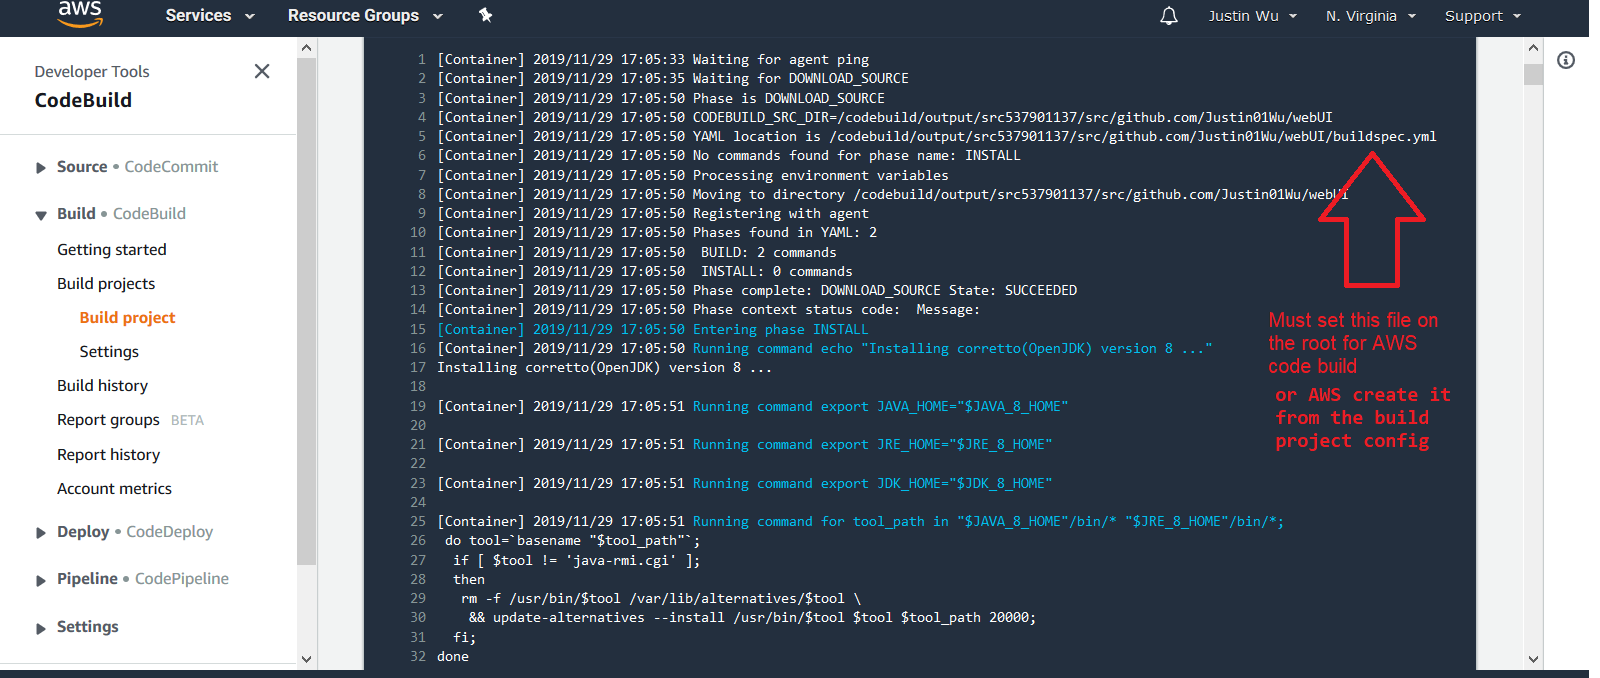 aws
Services
Resource Groups
Justin Wu
N. Virginia
Support
Developer Tools
CodeBuild
Source • CodeCommit
Build • CodeBuild
Getting started
Build projects
Build project
Settings
Build history
Report groups BETA
Report history
Account metrics
Deploy • CodeDeploy
Pipeline • CodePipeline
Settings
1 [Container] 2019/11/29 17:05:33 Waiting for agent ping
2 [Container] 2019/11/29 17:05:35 Waiting for DOWNLOAD_SOURCE
3 [Container] 2019/11/29 17:05:50 Phase is DOWNLOAD_SOURCE
4 [Container] 2019/11/29 17:05:50 CODEBUILD_SRC_DIR=/codebuild/output/src537901137/src/github.com/Justin01Wu/webUI
5 [Container] 2019/11/29 17:05:50 YAML location is /codebuild/output/src537901137/src/github.com/Justin01Wu/webUI/buildspec.yml
6 [Container] 2019/11/29 17:05:50 No commands found for phase name: INSTALL
7 [Container] 2019/11/29 17:05:50 Processing environment variables
8 [Container] 2019/11/29 17:05:50 Moving to directory /codebuild/output/src537901137/src/github.com/Justin01Wu/webUI
9 [Container] 2019/11/29 17:05:50 Registering with agent
10 [Container] 2019/11/29 17:05:50 Phases found in YAML: 2
11 [Container] 2019/11/29 17:05:50  BUILD: 2 commands
12 [Container] 2019/11/29 17:05:50  INSTALL: 0 commands
13 [Container] 2019/11/29 17:05:50 Phase complete: DOWNLOAD_SOURCE State: SUCCEEDED
14 [Container] 2019/11/29 17:05:50 Phase context status code:  Message:
15 [Container] 2019/11/29 17:05:50 Entering phase INSTALL
16 [Container] 2019/11/29 17:05:50 Running command echo "Installing corretto(OpenJDK) version 8 ..."
17 Installing corretto(OpenJDK) version 8 ...
18
19 [Container] 2019/11/29 17:05:51 Running command export JAVA_HOME="$JAVA_8_HOME"
20
21 [Container] 2019/11/29 17:05:51 Running command export JRE_HOME="$JRE_8_HOME"
22
23 [Container] 2019/11/29 17:05:51 Running command export JDK_HOME="$JDK_8_HOME"
24
25 [Container] 2019/11/29 17:05:51 Running command for tool_path in "$JAVA_8_HOME"/bin/* "$JRE_8_HOME"/bin/*;
26  do tool=`basename "$tool_path"`;
27   if [ $tool != 'java-rmi.cgi' ];
28   then
29    rm -f /usr/bin/$tool /var/lib/alternatives/$tool \
30     && update-alternatives --install /usr/bin/$tool $tool $tool_path 20000;
31   fi;
32 done
Must set this file on
the root for AWS
code build
or AWS create it
from the build
project config